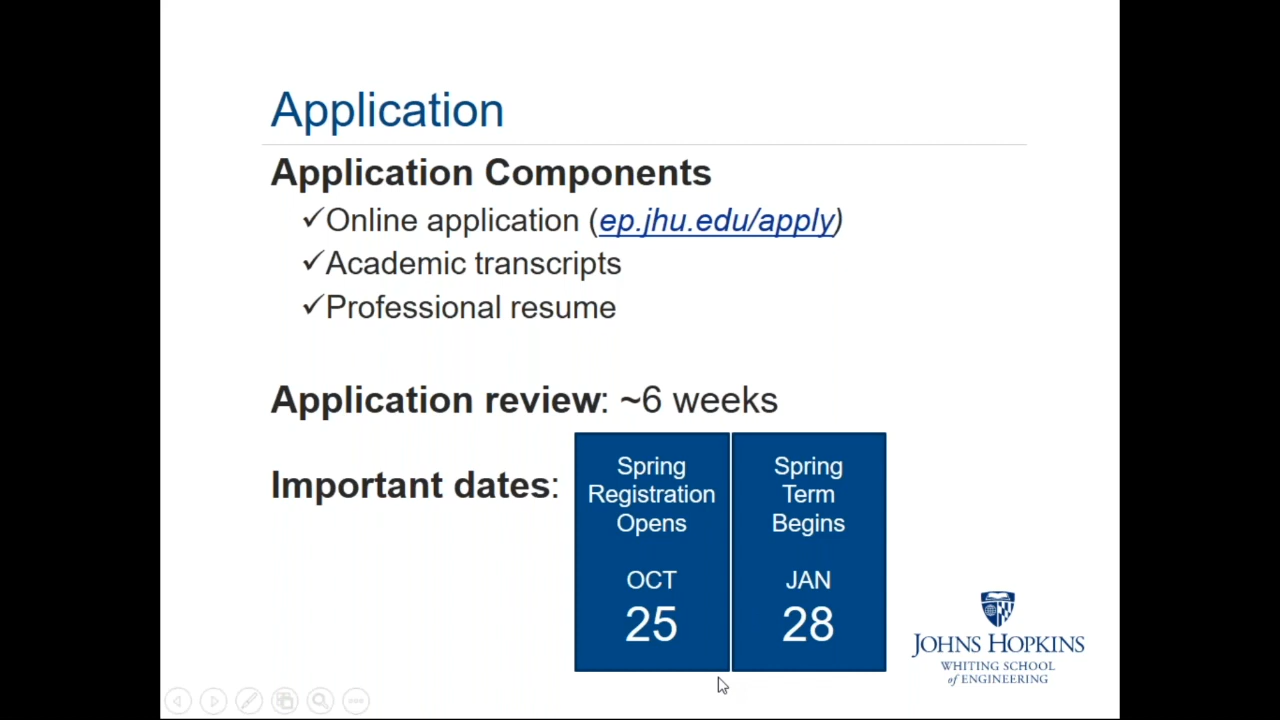 Application
Application Components
✓Online application (ep.jhu.edu/apply)
✓Academic transcripts
✓Professional resume
Application review: ~6 weeks
Important dates:
Spring
Registration
Opens
OCT
25
Spring
Term
Begins
JAN
28
JOHNS HOPKINS
WHITING SCHOOL
of ENGINEERING